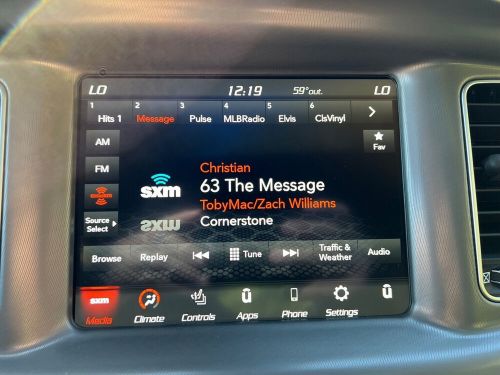 LO 12:19 59°out. LO
1 2 3 4 5 6
Hits 1 Message Pulse MLBRadio Elvis ClsVinyl
AM
Fav
FM
Christian
sxm 63 The Message
TobyMac/Zach Williams
Cornerstone
Source
Select
Browse Replay Tune Traffic &
Weather Audio
sxm
Media Climate Controls Apps Phone Settings